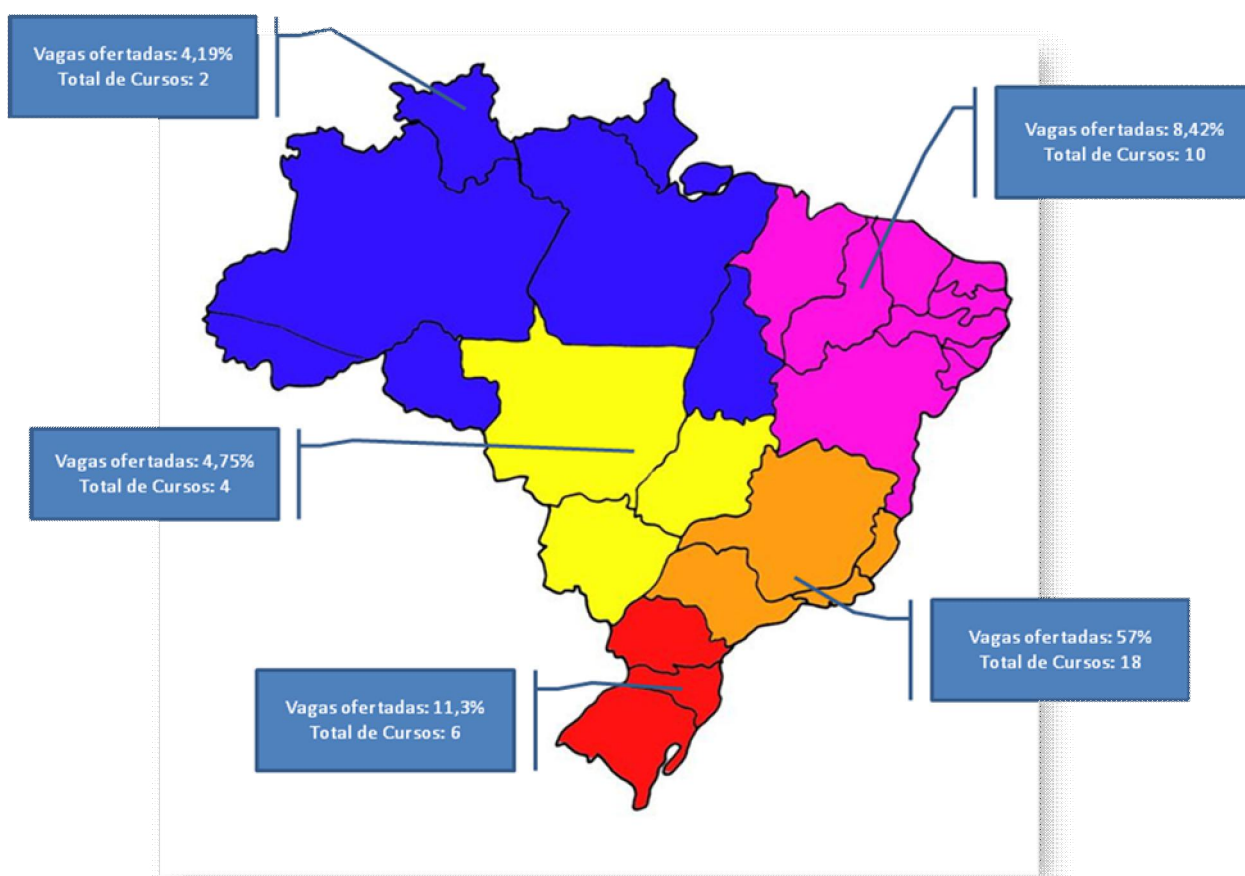 Vagas ofertadas: 4,19%
Total de Cursos: 2
Vagas ofertadas: 8,42%
Total de Cursos: 10
Vagas ofertadas: 4,75%
Total de Cursos: 4
Vagas ofertadas: 57%
Total de Cursos: 18
Vagas ofertadas: 11,3%
Total de Cursos: 6